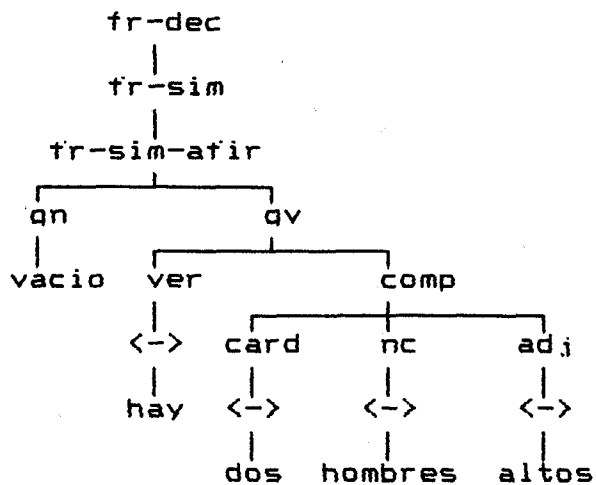 fr-dec
fr-sim
fr-sim-afir
gn gv
vacio ver comp
<-> card nc adj
hay <-> <-> <->
dos hombres altos